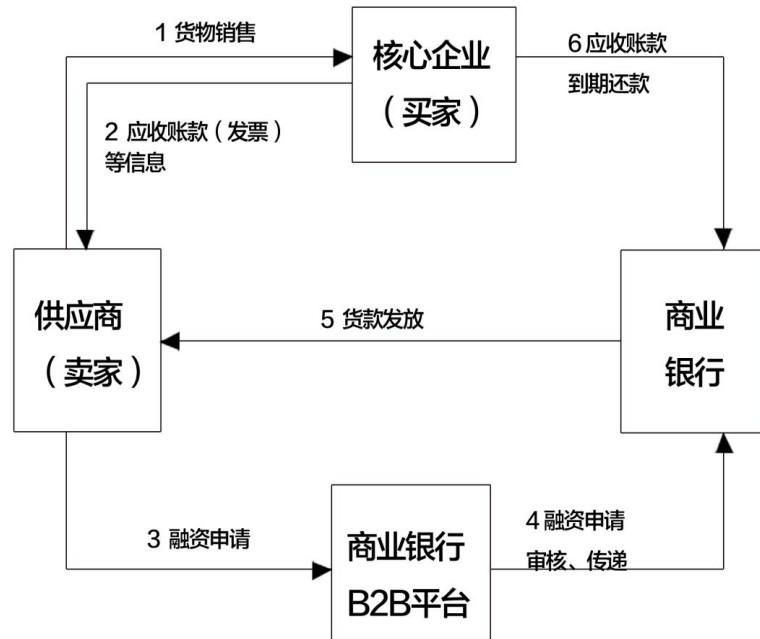 1 货物销售
核心企业
（买家）
6 应收账款
到期还款
2 应收账款（发票）
等信息
供应商
（卖家）
5 货款发放
商业
银行
3 融资申请
商业银行
B2B平台
4 融资申请
审核、传递